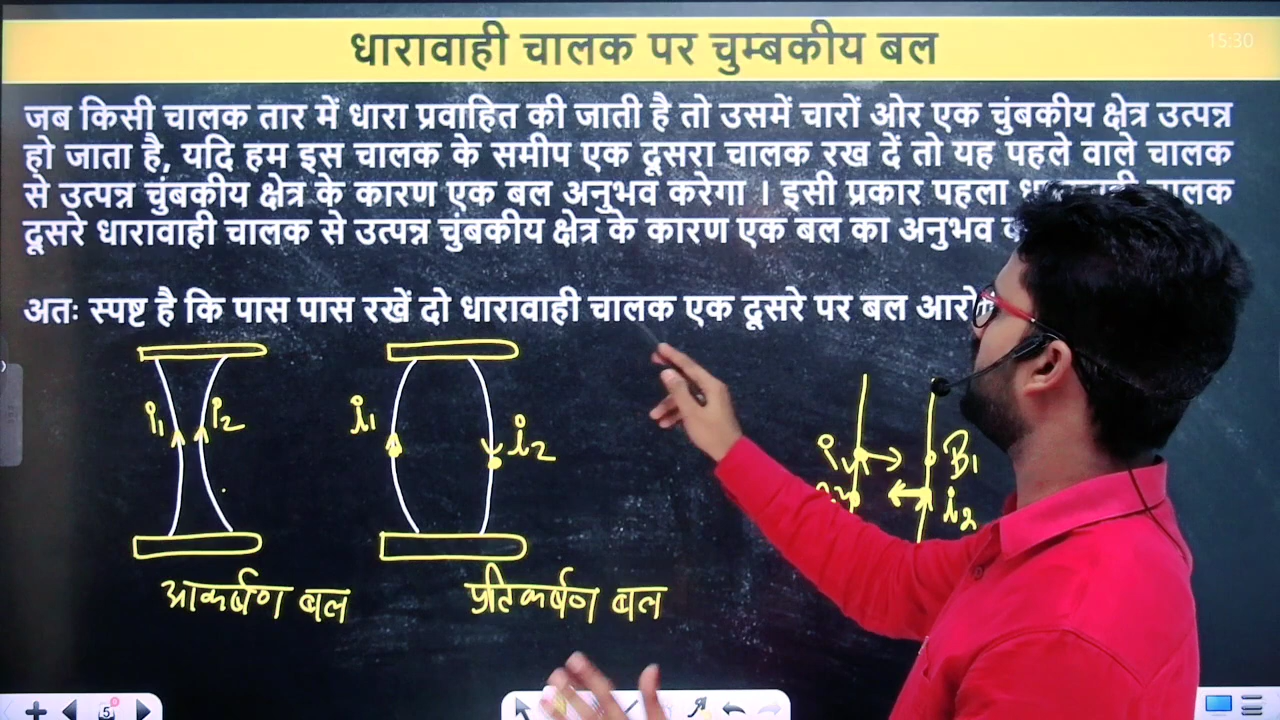 धारावाही चालक पर चुम्बकीय बल
15:30
जब किसी चालक तार में धारा प्रवाहित की जाती है तो उसमें चारों ओर एक चुंबकीय क्षेत्र उत्पन्न
हो जाता है, यदि हम इस चालक के समीप एक दूसरा चालक रख दें तो यह पहले वाले चालक
से उत्पन्न चुंबकीय क्षेत्र के कारण एक बल अनुभव करेगा । इसी प्रकार पहला चालक
दूसरे धारावाही चालक से उत्पन्न चुंबकीय क्षेत्र के कारण एक बल का अनुभव
अतः स्पष्ट है कि पास पास रखें दो धारावाही चालक एक दूसरे पर बल
i1 i2 i1 i2
B1
i2
आकर्षण बल प्रतिकर्षण बल
5